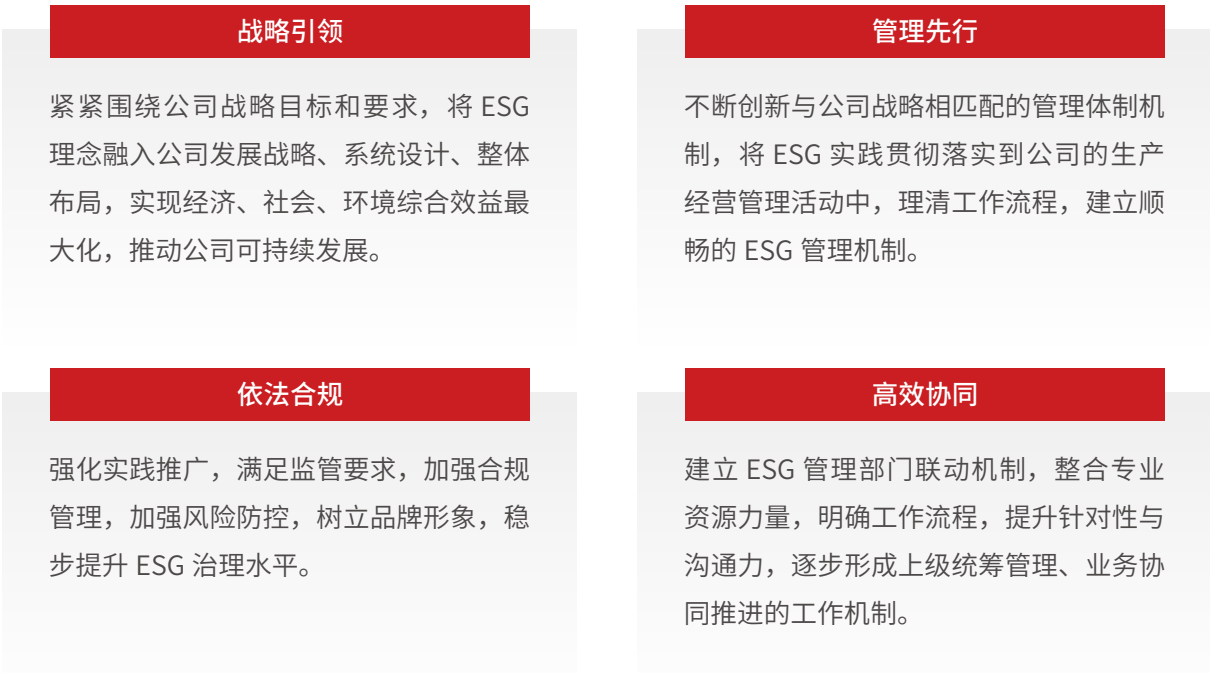 战略引领
紧紧围绕公司战略目标和要求，将 ESG
理念融入公司发展战略、系统设计、整体
布局，实现经济、社会、环境综合效益最
大化，推动公司可持续发展。
管理先行
不断创新与公司战略相匹配的管理体制机
制，将 ESG 实践贯彻落实到公司的生产
经营管理活动中，理清工作流程，建立顺
畅的 ESG 管理机制。
依法合规
强化实践推广，满足监管要求，加强合规
管理，加强风险防控，树立品牌形象，稳
步提升 ESG 治理水平。
高效协同
建立 ESG 管理部门联动机制，整合专业
资源力量，明确工作流程，提升针对性与
沟通力，逐步形成上级统筹管理、业务协
同推进的工作机制。